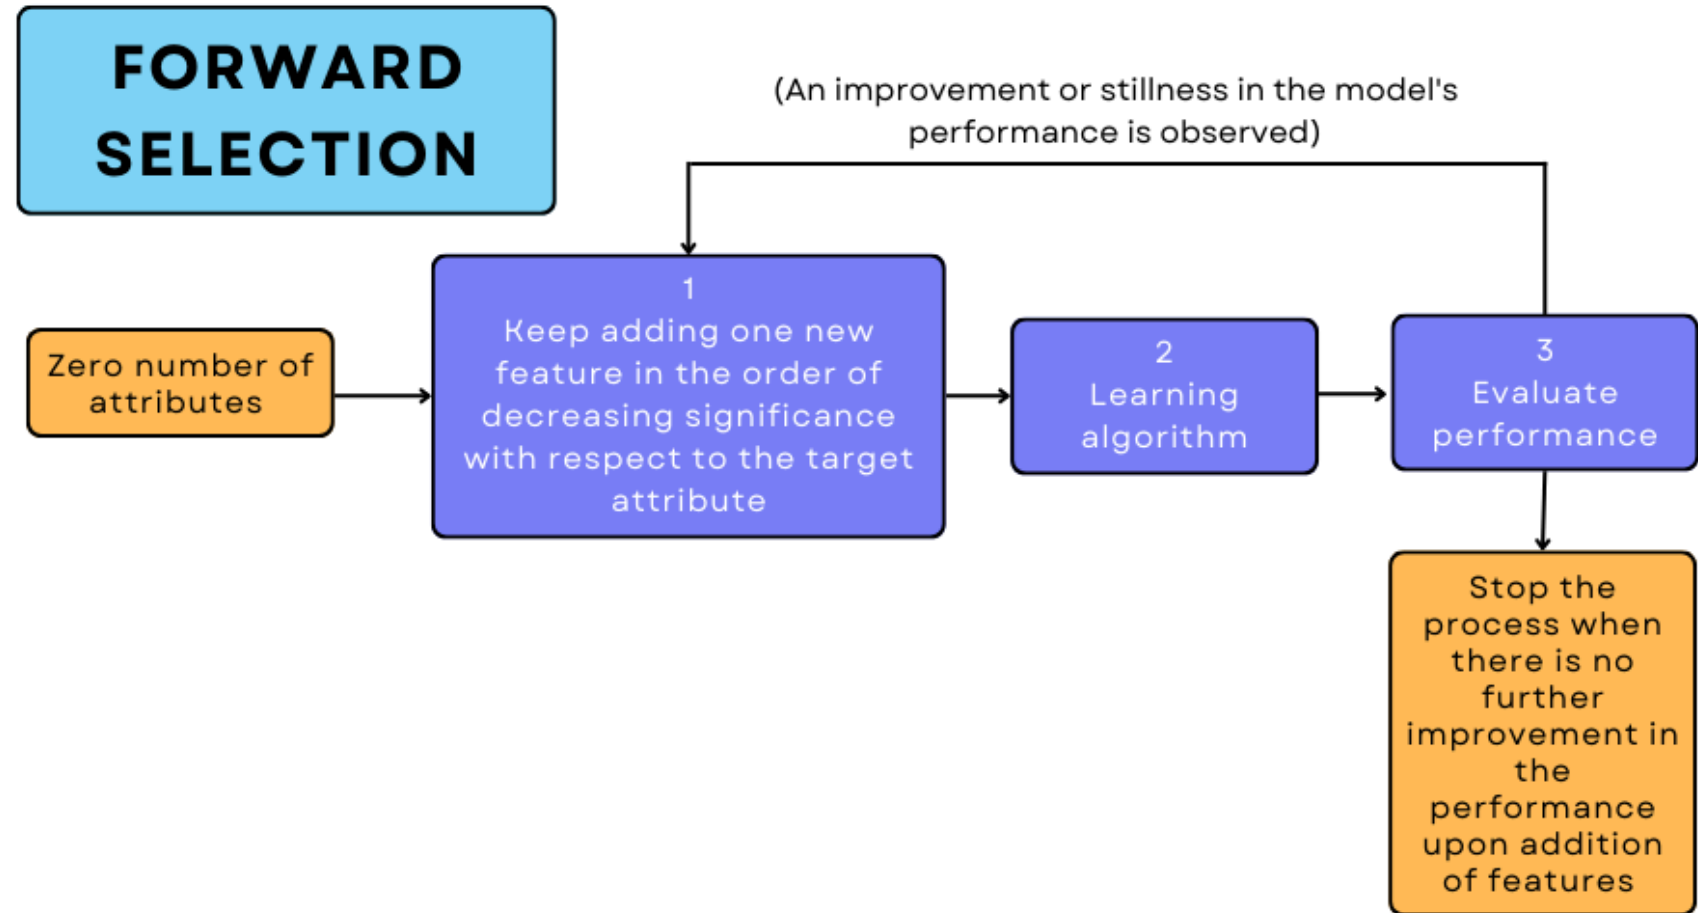 FORWARD
SELECTION
(An improvement or stillness in the model's
performance is observed)
Zero number of
attributes
1
Keep adding one new
feature in the order of
decreasing significance
with respect to the target
attribute
2
Learning
algorithm
3
Evaluate
performance
Stop the
process when
there is no
further
improvement in
the
performance
upon addition
of features